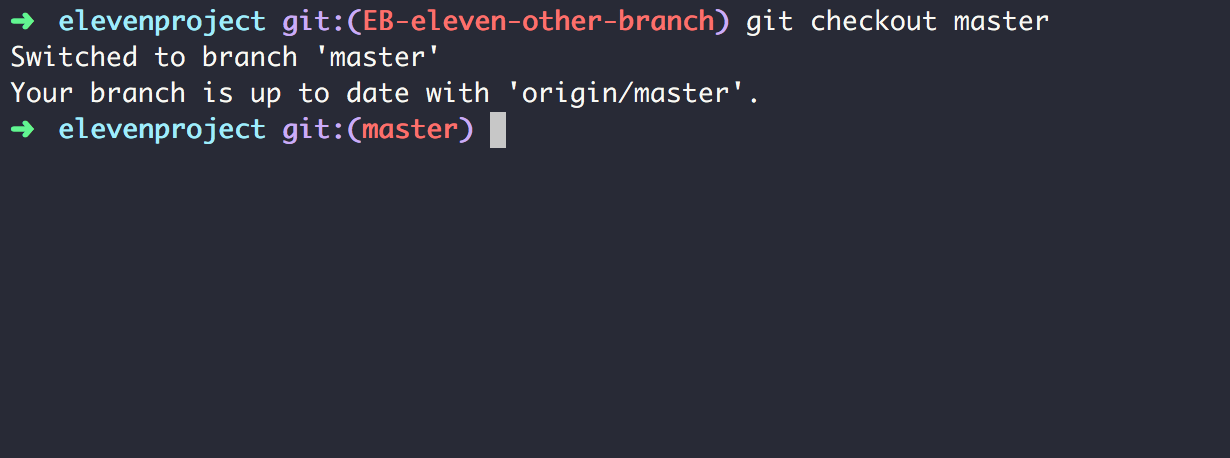 ➜ elevenproject git:(EB-eleven-other-branch) git checkout master
Switched to branch 'master'
Your branch is up to date with 'origin/master'.
➜ elevenproject git:(master)